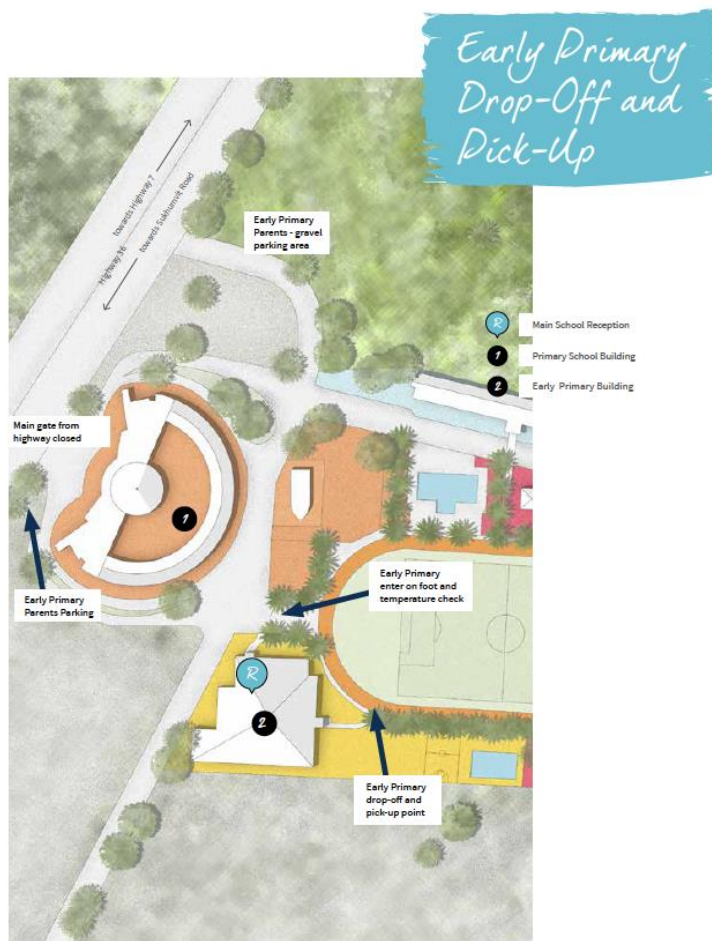 Early Primary
Drop-Off and
Pick-Up
towards Highway 7
Highway 36
towards Sukhumvit Road
Early Primary
Parents - gravel
parking area
R
Main School Reception
1
Primary School Building
2
Early Primary Building
Main gate from
highway closed
1
Early Primary
Parents Parking
Early Primary
enter on foot and
temperature check
R
2
Early Primary
drop-off and
pick-up point